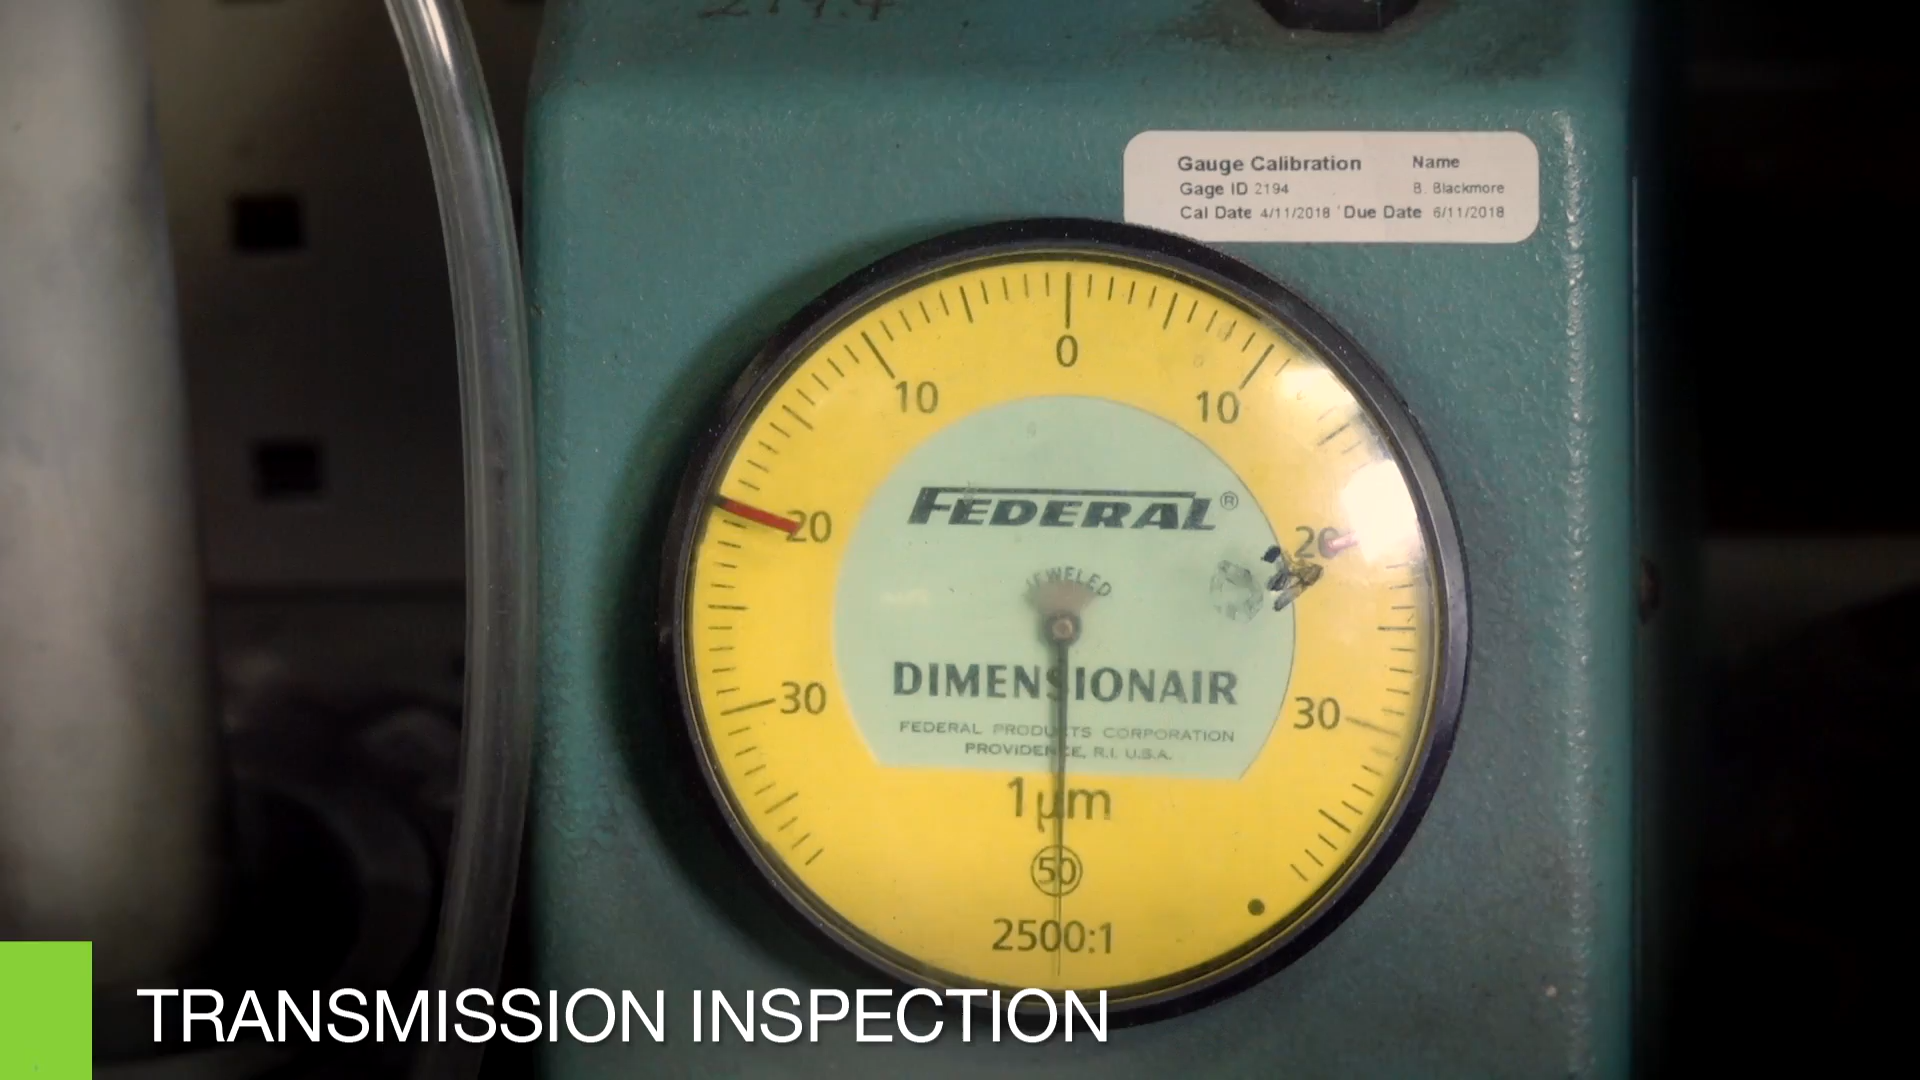 Gauge Calibration Name
Gage ID 2194 B. Blackmore
Cal Date 4/11/2018 Due Date 6/11/2018
0
10 10
FEDERAL®
20 20
JEWELED
DIMENSIONAIR
30 30
FEDERAL PRODUCTS CORPORATION
PROVIDENCE, R.I. U.S.A.
1μm
50
2500:1
TRANSMISSION INSPECTION